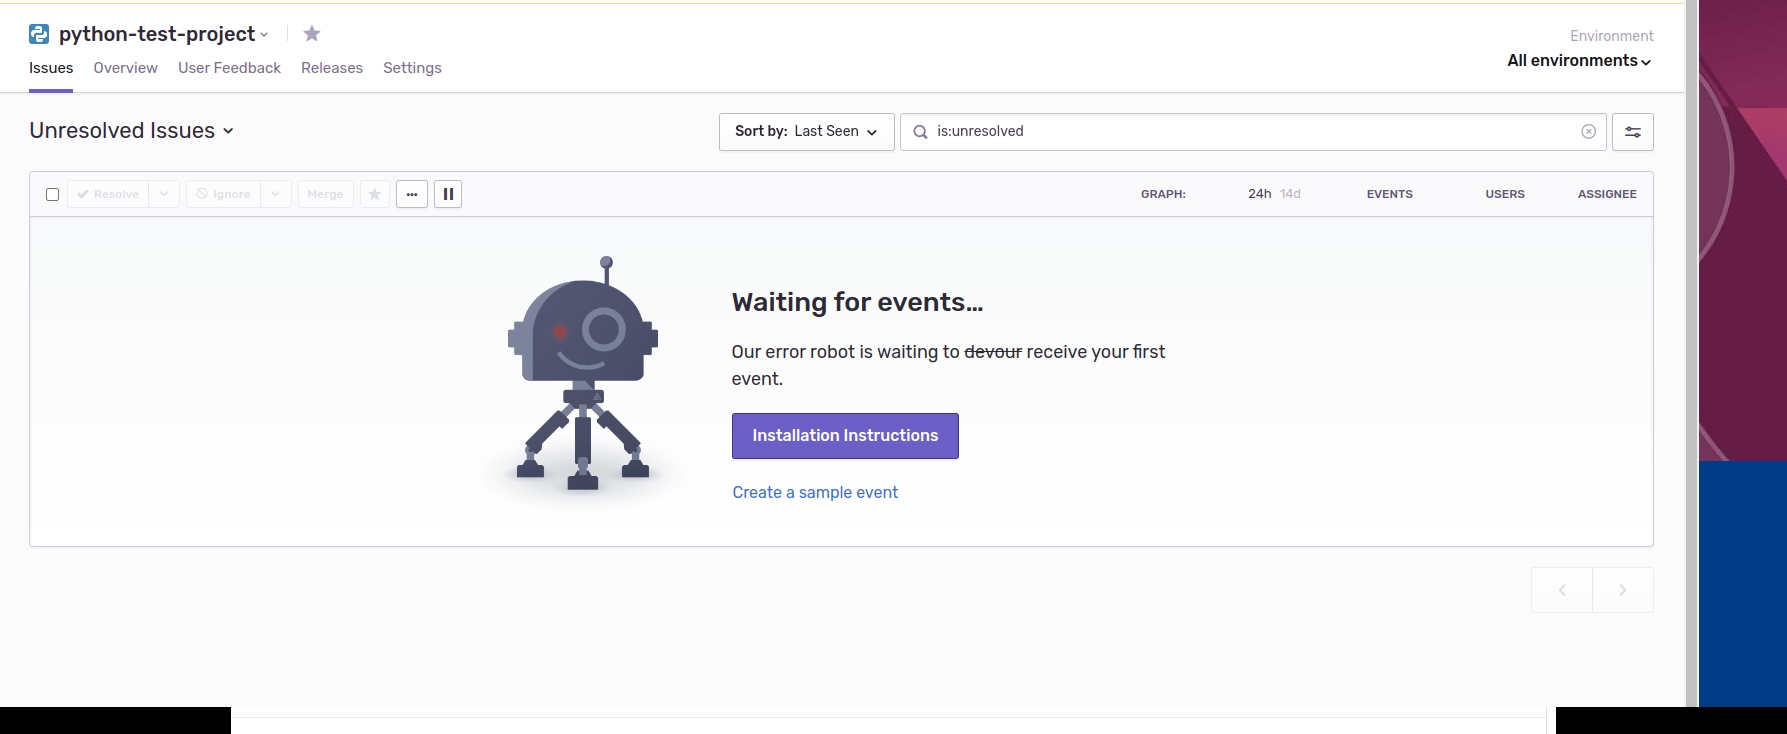 python-test-project
Environment
All environments
Issues Overview User Feedback Releases Settings
Unresolved Issues
Sort by: Last Seen
is:unresolved
Resolve Ignore Merge
GRAPH: 24h 14d EVENTS USERS ASSIGNEE
Waiting for events…
Our error robot is waiting to devour receive your first
event.
Installation Instructions
Create a sample event